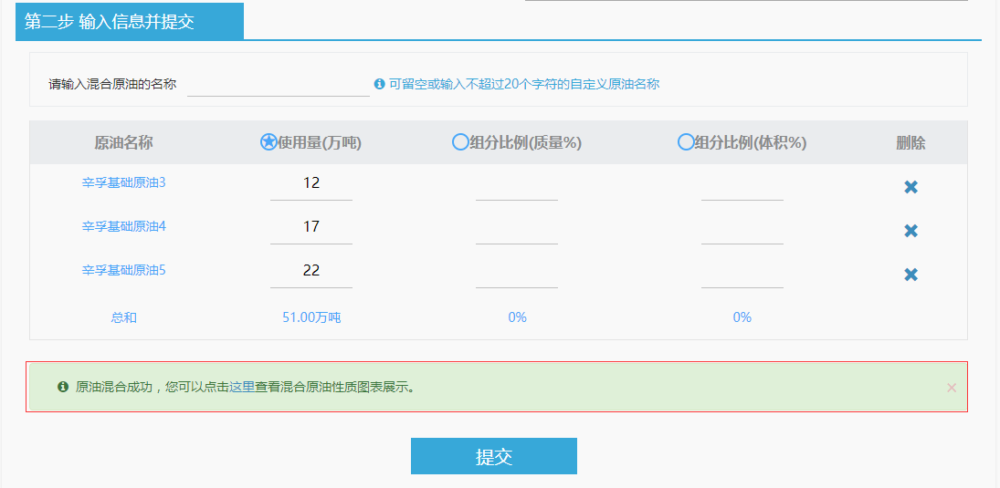 第二步 输入信息并提交
请输入混合原油的名称 可留空或输入不超过20个字符的自定义原油名称
原油名称 使用量(万吨) 组分比例(质量%) 组分比例(体积%) 删除
辛孚基础原油3 12
辛孚基础原油4 17
辛孚基础原油5 22
总和 51.00万吨 0% 0%
原油混合成功，您可以点击这里查看混合原油性质图表展示。 ×
提交